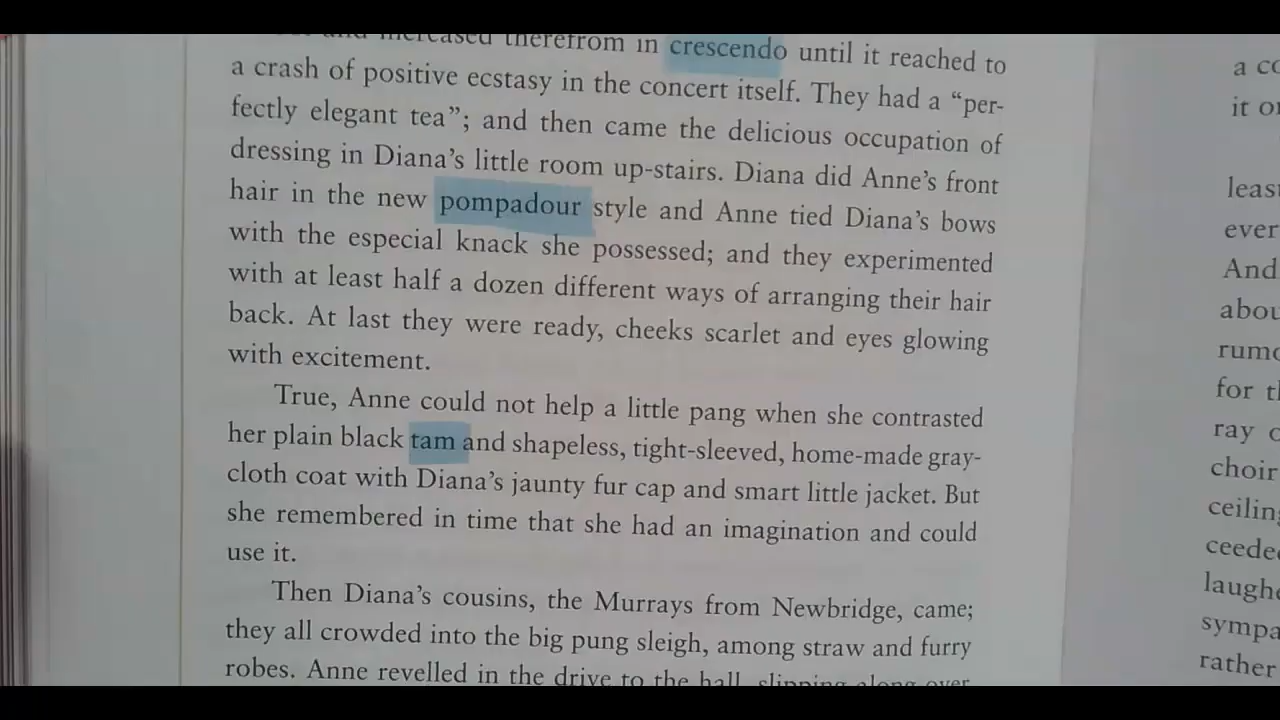 and increased therefrom in crescendo until it reached to
a crash of positive ecstasy in the concert itself. They had a “per-
fectly elegant tea”; and then came the delicious occupation of
dressing in Diana’s little room up-stairs. Diana did Anne’s front
hair in the new pompadour style and Anne tied Diana’s bows
with the especial knack she possessed; and they experimented
with at least half a dozen different ways of arranging their hair
back. At last they were ready, cheeks scarlet and eyes glowing
with excitement.
True, Anne could not help a little pang when she contrasted
her plain black tam and shapeless, tight-sleeved, home-made gray-
cloth coat with Diana’s jaunty fur cap and smart little jacket. But
she remembered in time that she had an imagination and could
use it.
Then Diana’s cousins, the Murrays from Newbridge, came;
they all crowded into the big pung sleigh, among straw and furry
robes. Anne revelled in the drive to the hall, slipping along over
a
it
least
ever
And
for
choir